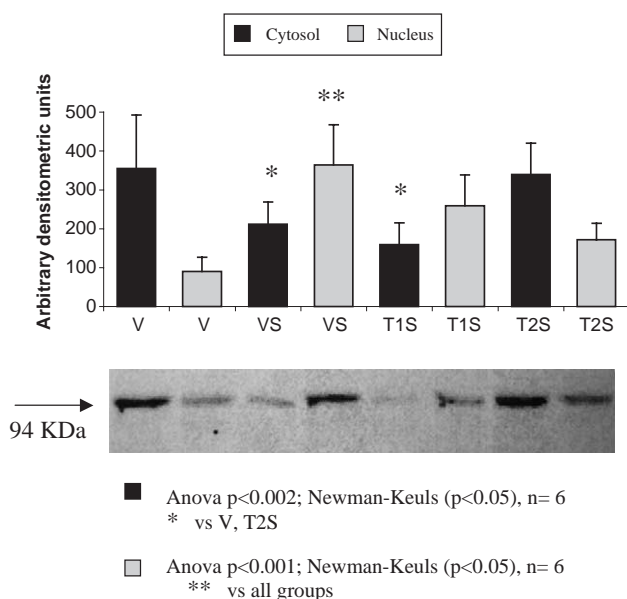 Cytosol Nucleus
Arbitrary densitometric units
500
400
300
200
100
0
** 
* *
V V VS VS T1S T1S T2S T2S
94 KDa
Anova p<0.002; Newman-Keuls (p<0.05), n= 6
* vs V, T2S
Anova p<0.001; Newman-Keuls (p<0.05), n= 6
** vs all groups